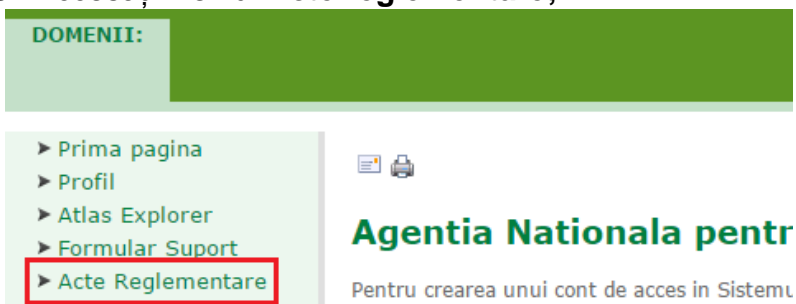 DOMENII:
➤ Prima pagina
➤ Profil
➤ Atlas Explorer
➤ Formular Suport
➤ Acte Reglementare
Agentia Nationala pentr
Pentru crearea unui cont de acces in Sistemu